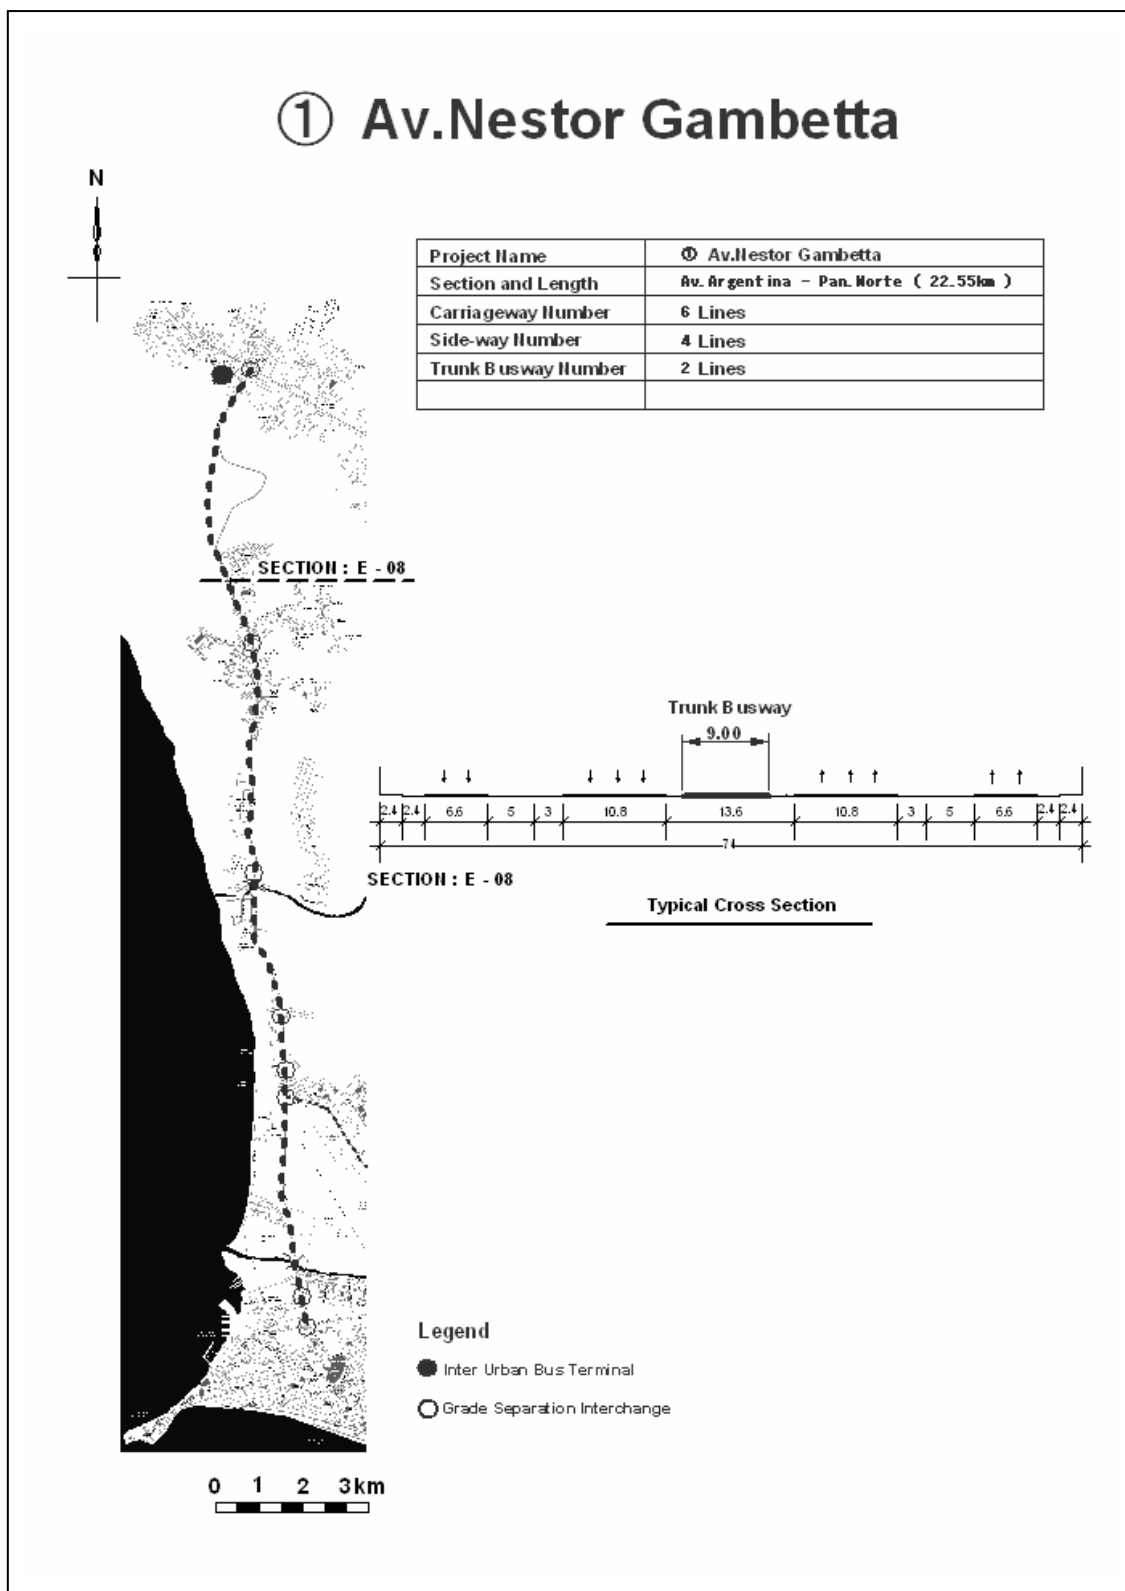 ① Av.Nestor Gambetta
N
Project Name ① Av.Nestor Gambetta
Section and Length Av.Argentina - Pan.Norte ( 22.55km )
Carriageway Number 6 Lines
Side-way Number 4 Lines
Trunk Busway Number 2 Lines
SECTION : E - 08
Trunk Busway
9.00
2.4 2.4 6.6 5 3 10.8 13.6 10.8 3 5 6.6 2.4 2.4
74
SECTION : E - 08
Typical Cross Section
Legend
Inter Urban Bus Terminal
Grade Separation Interchange
0 1 2 3km